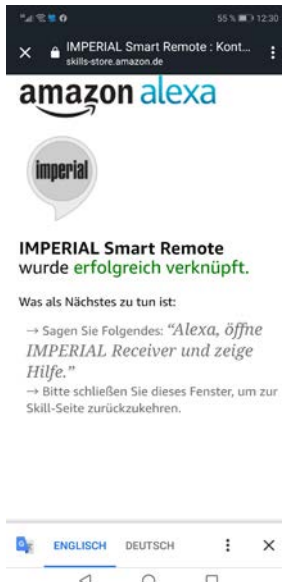 55 % 12:30
IMPERIAL Smart Remote : Kont...
skills-store.amazon.de
amazon alexa
imperial
IMPERIAL Smart Remote
wurde erfolgreich verknüpft.
Was als Nächstes zu tun ist:
→ Sagen Sie Folgendes: “Alexa, öffne
IMPERIAL Receiver und zeige
Hilfe.”
→ Bitte schließen Sie dieses Fenster, um zur
Skill-Seite zurückzukehren.
ENGLISCH DEUTSCH